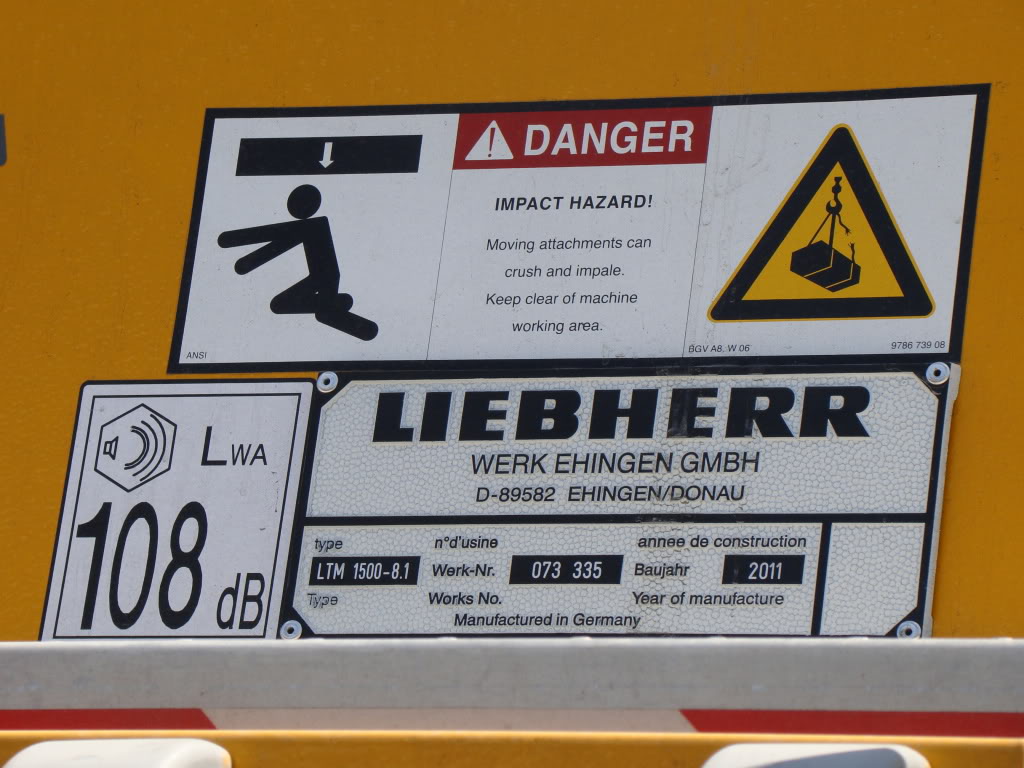 DANGER
IMPACT HAZARD!
Moving attachments can
crush and impale.
Keep clear of machine
working area.
ANSI
BGV A8, W 06
9786 739 08
LWA
108 dB
LIEBHERR
WERK EHINGEN GMBH
D-89582 EHINGEN/DONAU
type n°d'usine annee de construction
LTM 1500-8.1 Werk-Nr. 073 335 Baujahr 2011
Type Works No. Year of manufacture
Manufactured in Germany